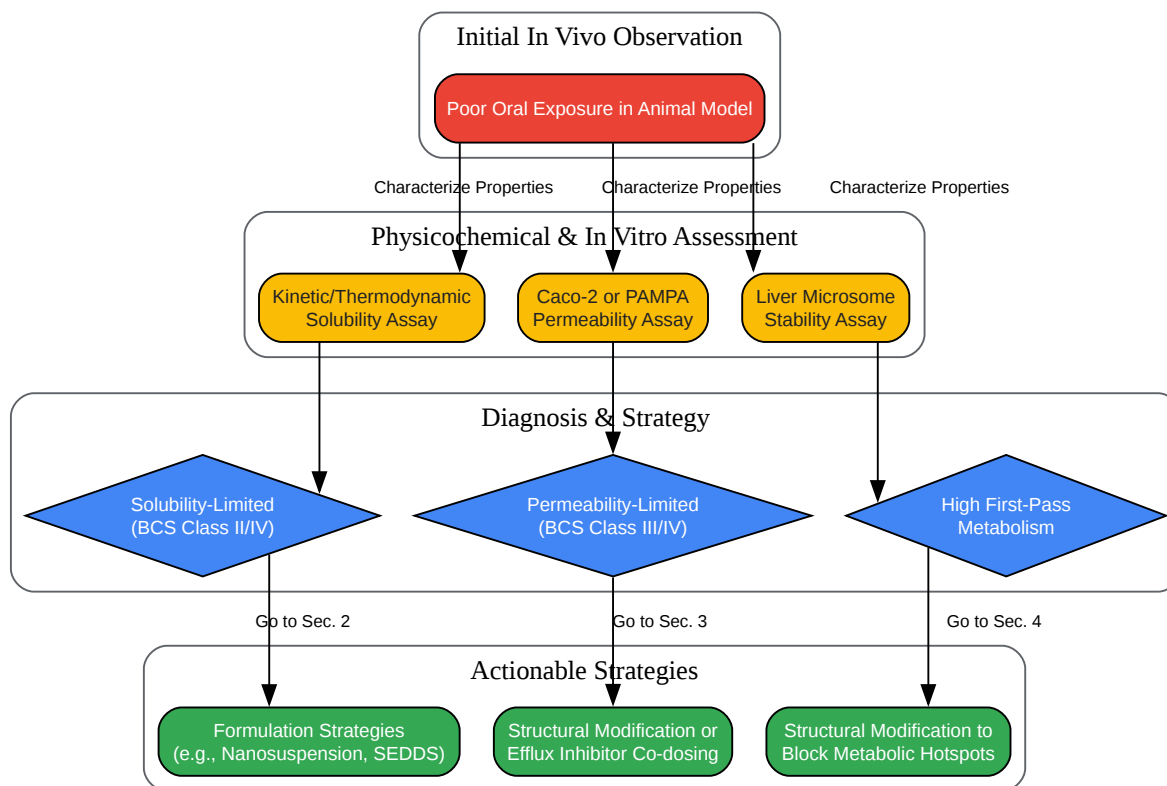 Initial In Vivo Observation
Poor Oral Exposure in Animal Model
Characterize Properties
Characterize Properties
Characterize Properties
Physicochemical & In Vitro Assessment
Kinetic/Thermodynamic
Solubility Assay
Caco-2 or PAMPA
Permeability Assay
Liver Microsome
Stability Assay
Diagnosis & Strategy
Solubility-Limited
(BCS Class II/IV)
Permeability-Limited
(BCS Class III/IV)
High First-Pass
Metabolism
Go to Sec. 2
Go to Sec. 3
Go to Sec. 4
Actionable Strategies
Formulation Strategies
(e.g., Nanosuspension, SEDDS)
Structural Modification or
Efflux Inhibitor Co-dosing
Structural Modification to
Block Metabolic Hotspots